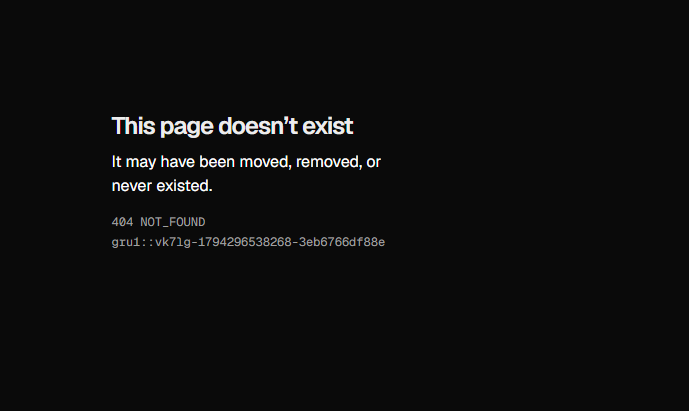 This page doesn’t exist
It may have been moved, removed, or
never existed.
404 NOT_FOUND
gru1::vk7lg-1794296538268-3eb6766df88e